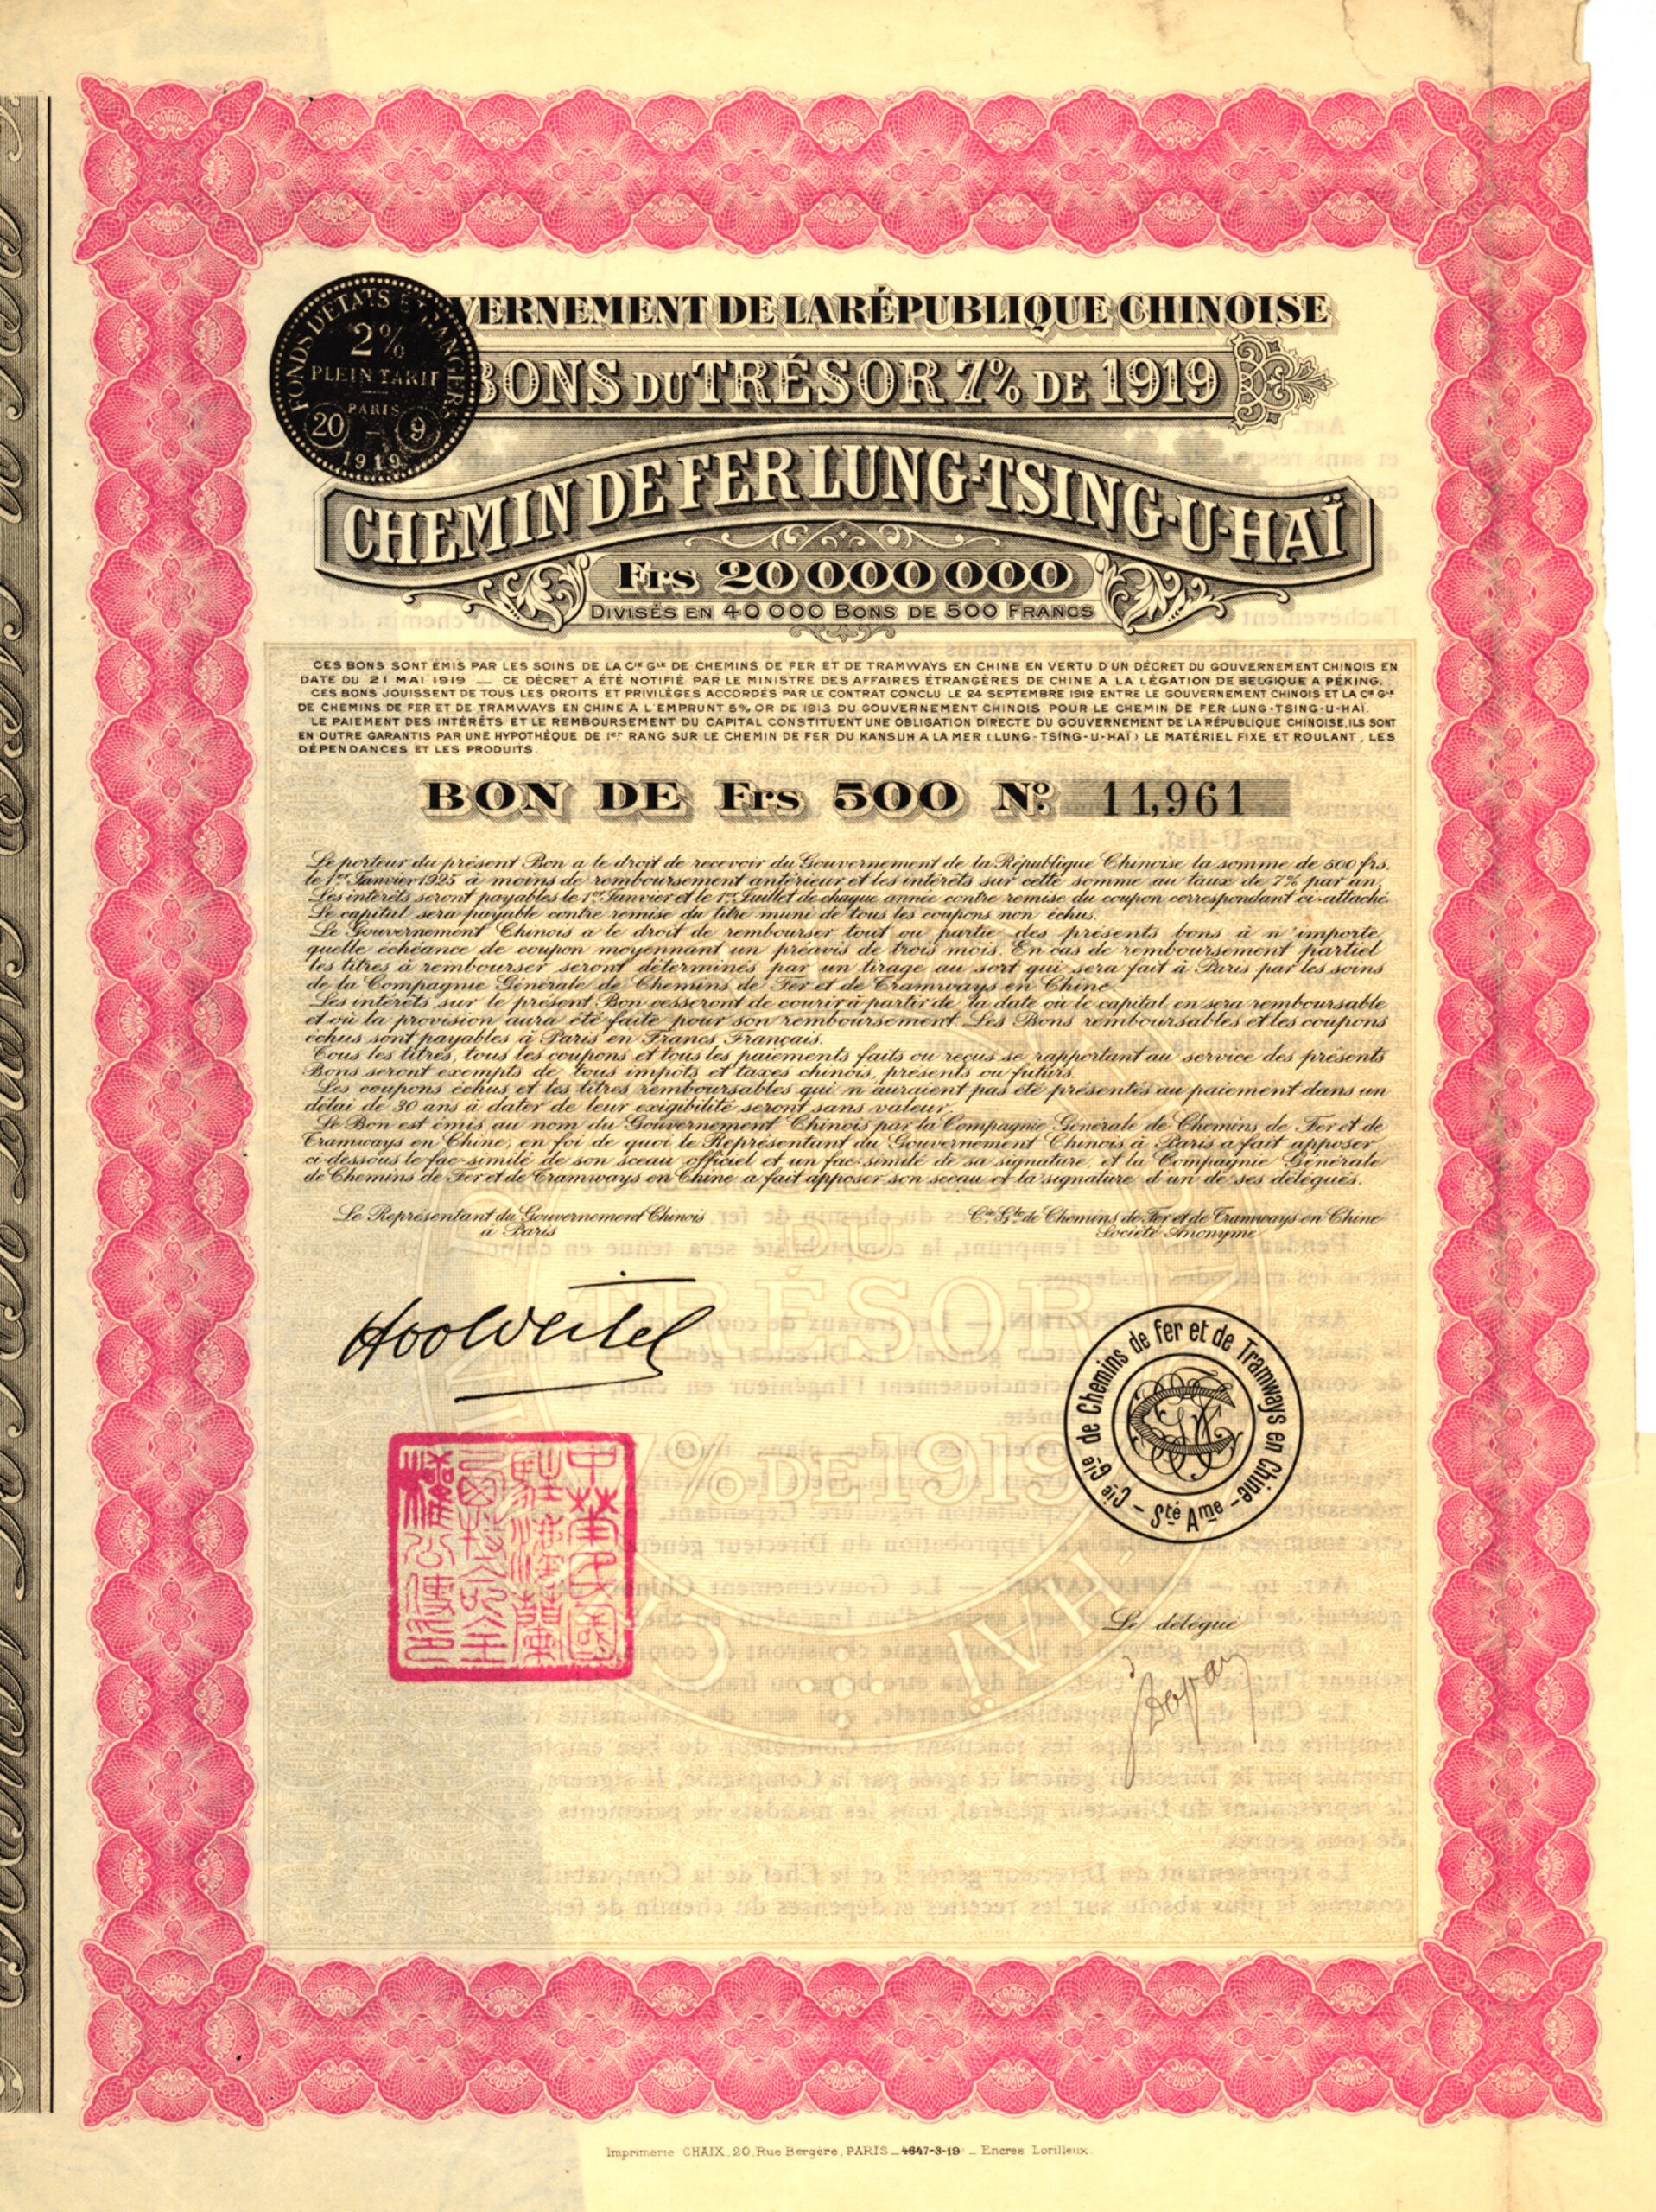 FONDS D'ETATS ETRANGERS
2%
PLEIN TARIF
PARIS
20 - 9
1919
VERNEMENT DE LA RÉPUBLIQUE CHINOISE
BONS DU TRÉSOR 7% DE 1919
CHEMIN DE FER LUNG-TSING-U-HAÏ
Frs 20 000 000
DIVISÉS EN 40 000 BONS DE 500 FRANCS
CES BONS SONT EMIS PAR LES SOINS DE LA CIE GLE DE CHEMINS DE FER ET DE TRAMWAYS EN CHINE EN VERTU D'UN DÉCRET DU GOUVERNEMENT CHINOIS EN
DATE DU 21 MAI 1919 — CE DÉCRET A ÉTÉ NOTIFIÉ PAR LE MINISTRE DES AFFAIRES ÉTRANGÈRES DE CHINE A LA LÉGATION DE BELGIQUE A PÉKING.
CES BONS JOUISSENT DE TOUS LES DROITS ET PRIVILÈGES ACCORDÉS PAR LE CONTRAT CONCLU LE 24 SEPTEMBRE 1912 ENTRE LE GOUVERNEMENT CHINOIS ET LA CIE GLE
DE CHEMINS DE FER ET DE TRAMWAYS EN CHINE A L'EMPRUNT 5% OR DE 1913 DU GOUVERNEMENT CHINOIS POUR LE CHEMIN DE FER LUNG-TSING-U-HAÏ.
LE PAIEMENT DES INTÉRÊTS ET LE REMBOURSEMENT DU CAPITAL CONSTITUENT UNE OBLIGATION DIRECTE DU GOUVERNEMENT DE LA RÉPUBLIQUE CHINOISE, ILS SONT
EN OUTRE GARANTIS PAR UNE HYPOTHÈQUE DE 1er RANG SUR LE CHEMIN DE FER DU KANSUH A LA MER (LUNG-TSING-U-HAÏ) LE MATÉRIEL FIXE ET ROULANT, LES
DÉPENDANCES ET LES PRODUITS.
BON DE Frs 500 No. 11,961
Le porteur du présent Bon a le droit de recevoir du Gouvernement de la République Chinoise la somme de 500 frs.
le 1er Janvier 1925 à moins de remboursement antérieur et les intérêts sur cette somme au taux de 7% par an.
Les intérêts seront payables le 1er Janvier et le 1er Juillet de chaque année contre remise du coupon correspondant ci-attaché.
Le capital sera payable contre remise du titre muni de tous les coupons non échus.
Le Gouvernement Chinois a le droit de rembourser tout ou partie des présents bons à n'importe
quelle échéance de coupon moyennant un préavis de trois mois. En cas de remboursement partiel
les titres à rembourser seront déterminés par un tirage au sort qui sera fait à Paris par les soins
de la Compagnie Générale de Chemins de Fer et de Tramways en Chine.
Les intérêts sur le présent Bon cesseront de courir à partir de la date où le capital en sera remboursable
et où la provision aura été faite pour son remboursement. Les Bons remboursables et les coupons
échus sont payables à Paris en Francs Français.
Tous les titres, tous les coupons et tous les paiements faits ou reçus se rapportant au service des présents
Bons seront exempts de tous impôts et taxes chinois, présents ou futurs.
Les coupons échus et les titres remboursables qui n'auraient pas été présentés au paiement dans un
délai de 30 ans à dater de leur exigibilité seront sans valeur.
Le Bon est émis au nom du Gouvernement Chinois par la Compagnie Générale de Chemins de Fer et de
Tramways en Chine, en foi de quoi le Représentant du Gouvernement Chinois à Paris a fait apposer
ci-dessous le fac-similé de son sceau officiel et un fac-similé de sa signature, et la Compagnie Générale
de Chemins de Fer et de Tramways en Chine a fait apposer son sceau et la signature d'un de ses délégués.
Le Représentant du Gouvernement Chinois
à Paris
Cie Gle de Chemins de Fer et de Tramways en Chine
Société Anonyme
DU
TRÉSOR
7% DE 1919
Cie Gle de Chemins de Fer et de Tramways en Chine - Sté Ame -
Le délégué
Imprimerie CHAIX, 20, Rue Bergère, PARIS — 4647-3-19 — Encres Lorilleux.